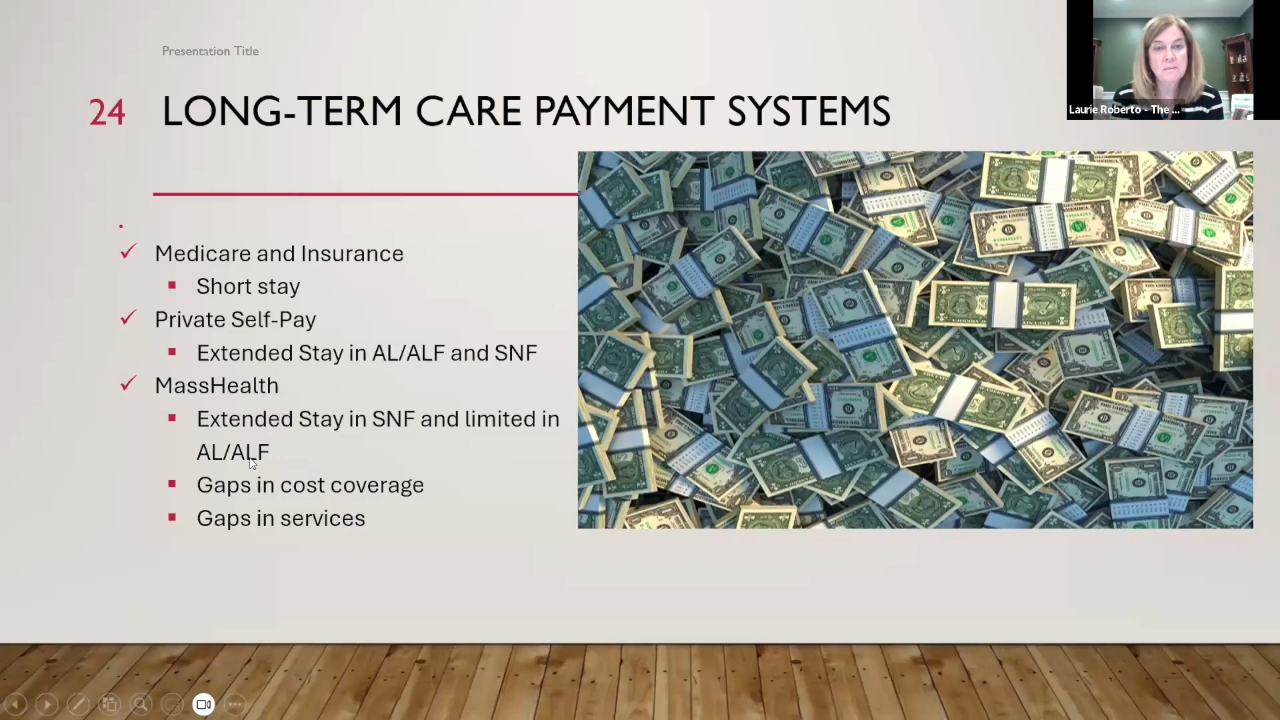 Presentation Title
24 LONG-TERM CARE PAYMENT SYSTEMS
Laurie Roberto - The ...
.
✓ Medicare and Insurance
▪ Short stay
✓ Private Self-Pay
▪ Extended Stay in AL/ALF and SNF
✓ MassHealth
▪ Extended Stay in SNF and limited in
AL/ALF
▪ Gaps in cost coverage
▪ Gaps in services